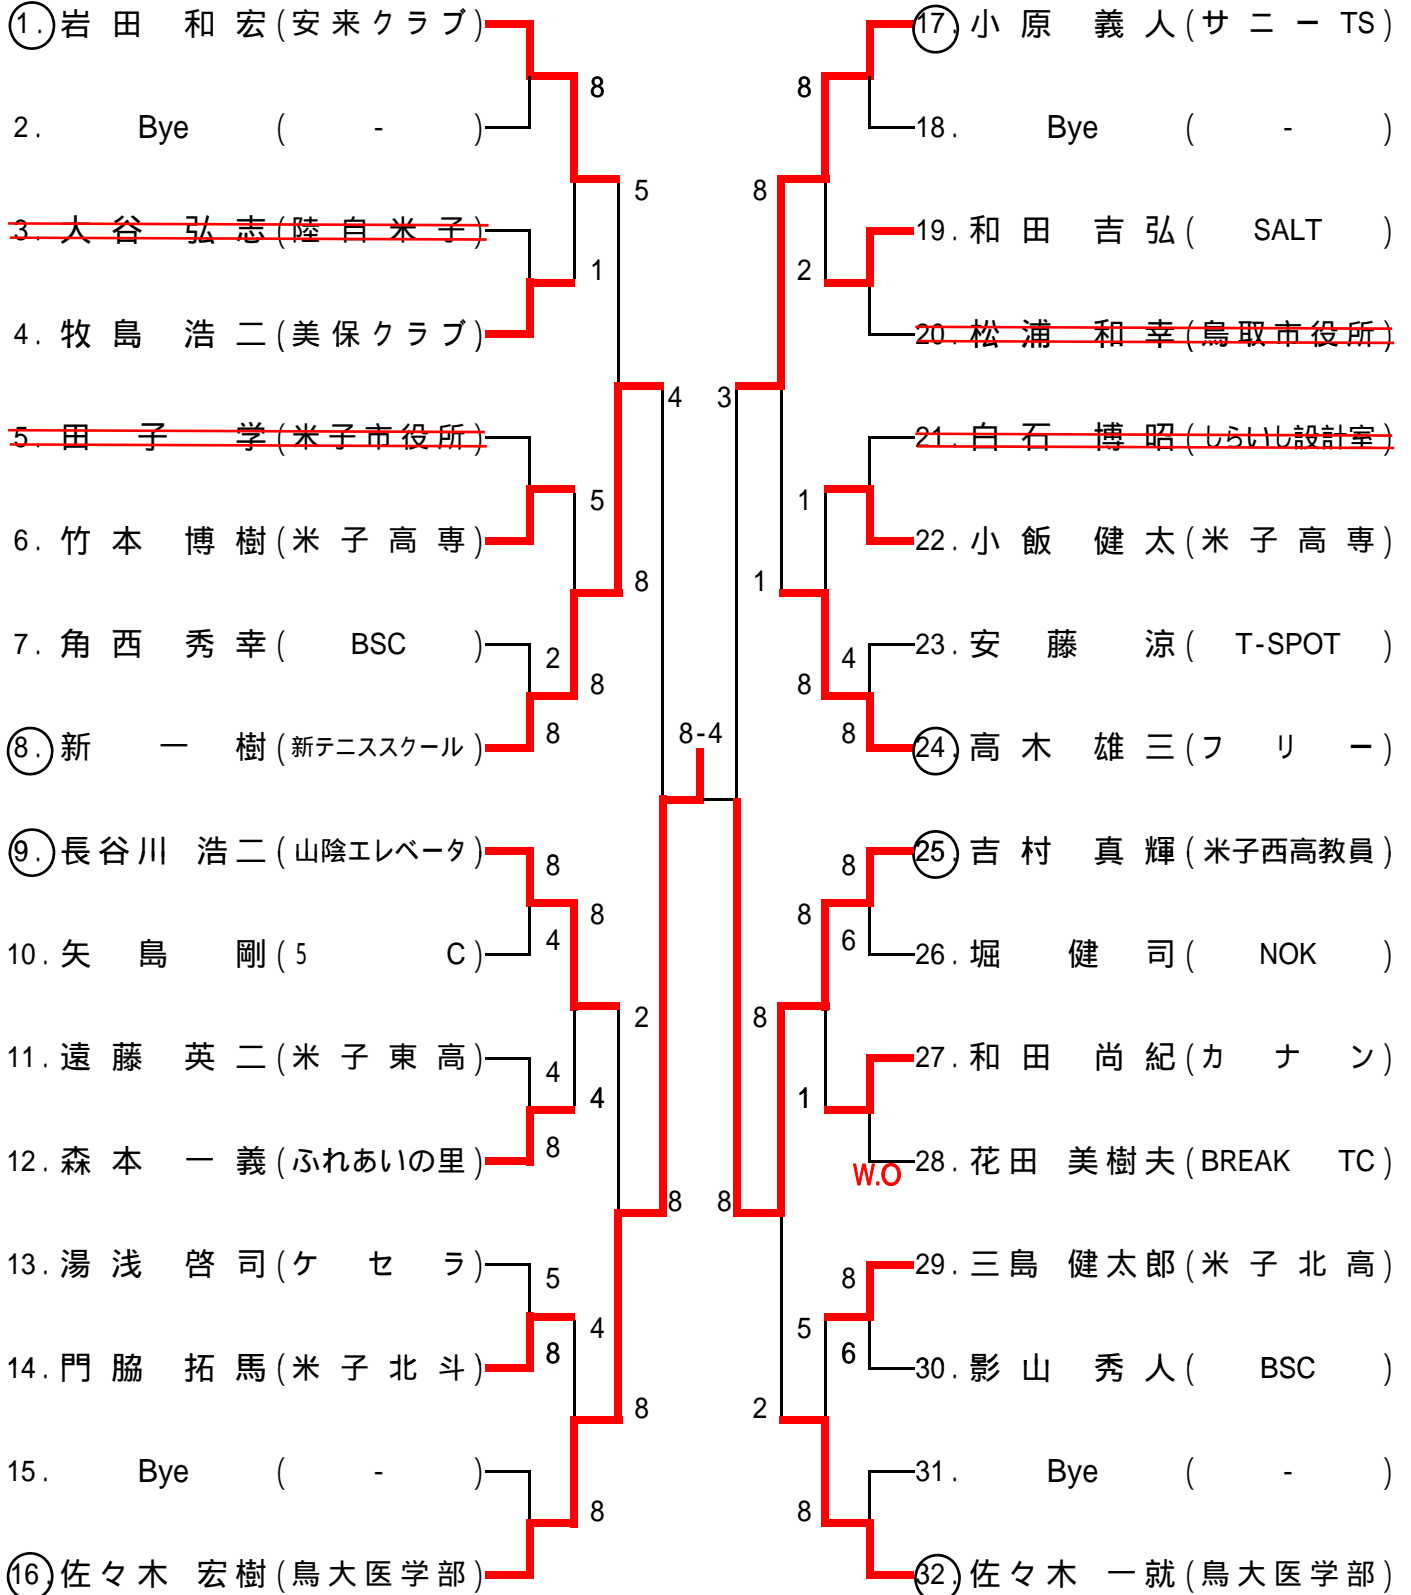 1. 岩田 和宏 (安来クラブ)
8
2. Bye ( - )
5
3. 大谷 弘志 (陸自米子)
1
4. 牧島 浩二 (美保クラブ)
4
5. 田子 学 (米子市役所)
5
6. 竹本 博樹 (米子高専)
8
7. 角西 秀幸 ( BSC )
2
8
8. 新 一樹 (新テニススクール)
8
9. 長谷川 浩二 (山陰エレベータ)
8
8
10. 矢島 剛 (5 C)
4
2
11. 遠藤 英二 (米子東高)
4
4
12. 森本 一義 (ふれあいの里)
8
8
13. 湯浅 啓司 (ケセラ)
5
4
14. 門脇 拓馬 (米子北斗)
8
8
15. Bye ( - )
8
16. 佐々木 宏樹 (鳥大医学部)
8-4
17. 小原 義人 (サニーTS)
8
18. Bye ( - )
8
19. 和田 吉弘 ( SALT )
2
20. 松浦 和幸 (鳥取市役所)
3
21. 白石 博昭 (しらいし設計室)
1
22. 小飯 健太 (米子高専)
1
23. 安藤 涼 ( T-SPOT )
4
8
24. 高木 雄三 (フリー)
8
25. 吉村 真輝 (米子西高教員)
8
8
26. 堀 健司 ( NOK )
6
8
27. 和田 尚紀 (カナン)
1
28. 花田 美樹夫 (BREAK TC)
W.O
8
29. 三島 健太郎 (米子北高)
8
5
30. 影山 秀人 ( BSC )
6
2
31. Bye ( - )
8
32. 佐々木 一就 (鳥大医学部)